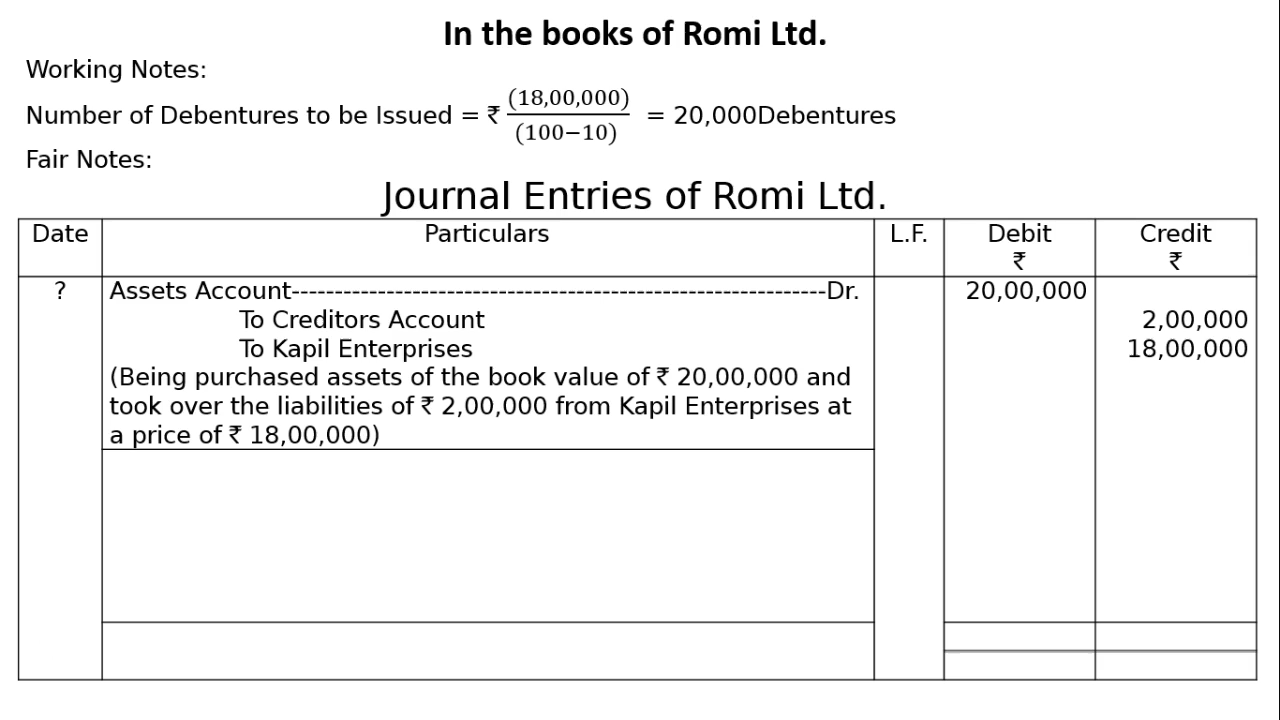 In the books of Romi Ltd.
Working Notes:
Number of Debentures to be Issued = ₹ (18,00,000)/(100−10) = 20,000Debentures
Fair Notes:
Journal Entries of Romi Ltd.
Date Particulars L.F. Debit ₹ Credit ₹
? Assets Account---------------------------------------------------------------Dr. 20,00,000
To Creditors Account 2,00,000
To Kapil Enterprises 18,00,000
(Being purchased assets of the book value of ₹ 20,00,000 and
took over the liabilities of ₹ 2,00,000 from Kapil Enterprises at
a price of ₹ 18,00,000)